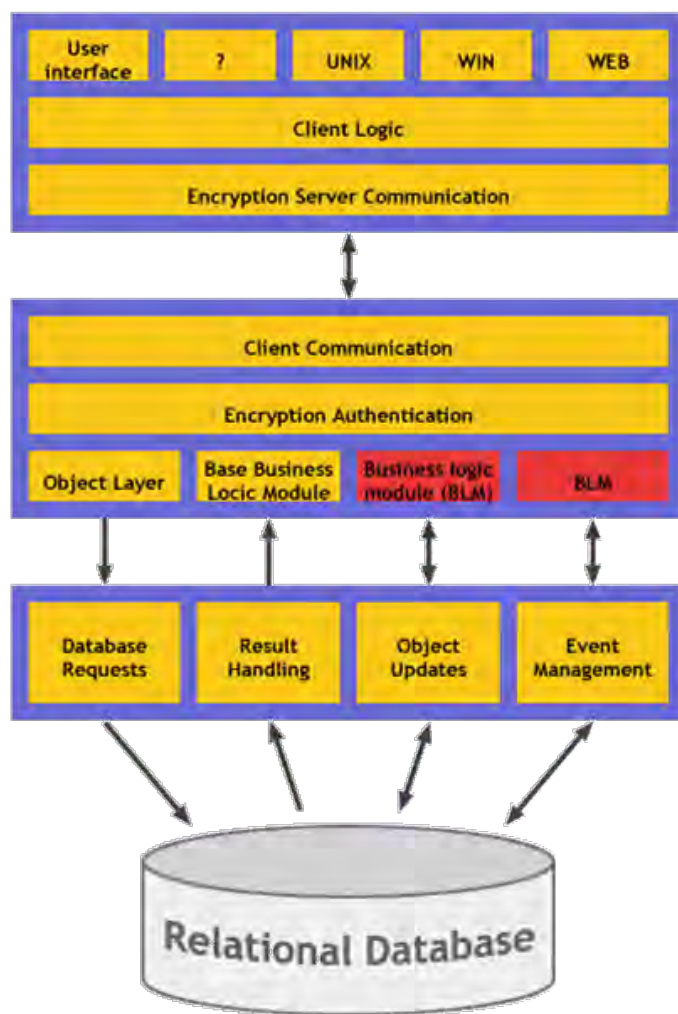 User
interface
?
UNIX
WIN
WEB
Client Logic
Encryption Server Communication
Client Communication
Encryption Authentication
Object Layer
Base Business
Locic Module
Business logic
module (BLM)
BLM
Database
Requests
Result
Handling
Object
Updates
Event
Management
Relational Database